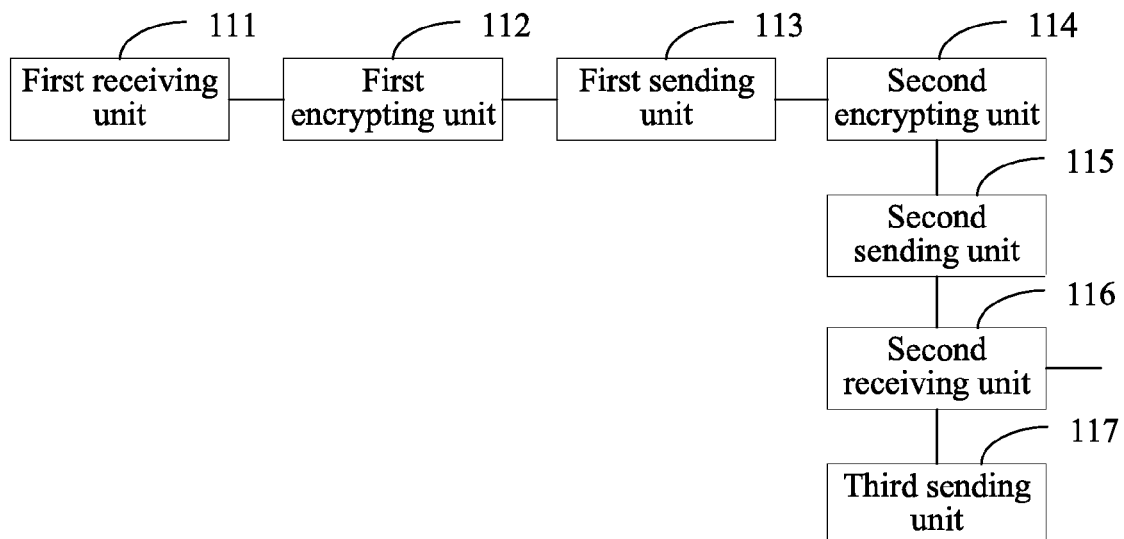 111
112
113
114
First receiving
unit
First
encrypting unit
First sending
unit
Second
encrypting unit
115
Second
sending unit
116
Second
receiving unit
117
Third sending
unit